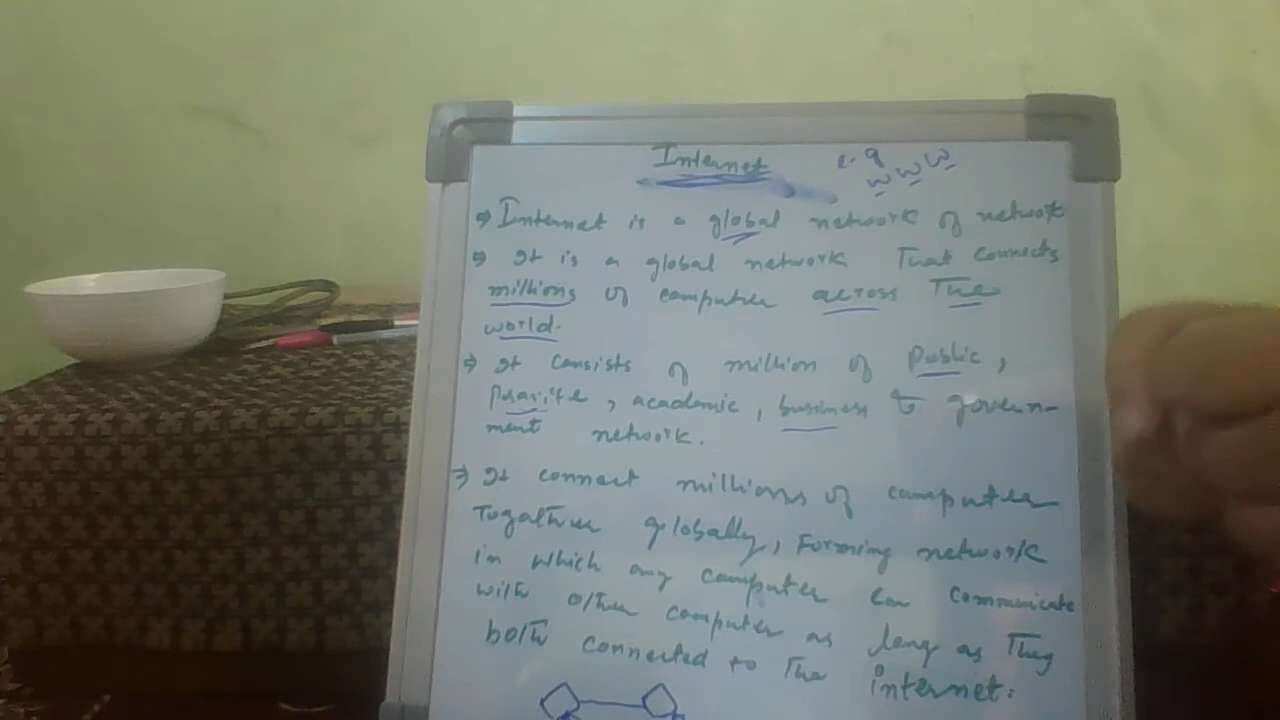 Internet e.g www
⇒ Internet is a global network of network
⇒ It is a global network That connects
millions of computer across The
world.
⇒ It consists of million of Public,
Praivite, academic, business & govern-
ment network.
⇒ It connect millions of computer
Togather globally, Forming network
in which any computer can communicate
with other computer as long as They
both connected to The internet.